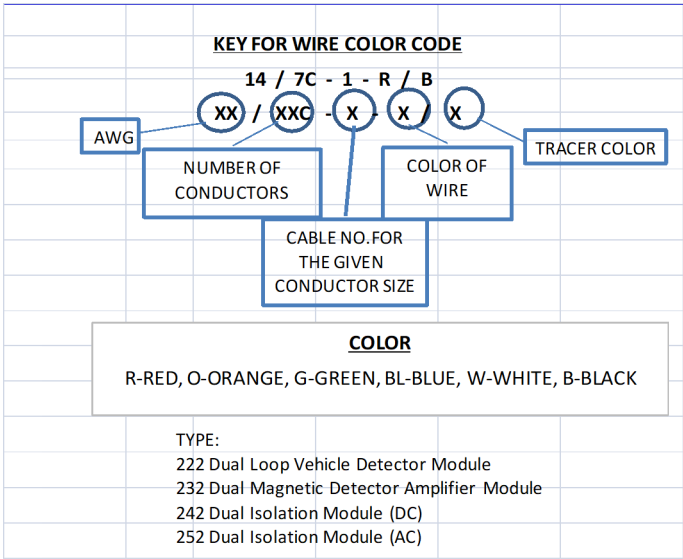 KEY FOR WIRE COLOR CODE
14 / 7C - 1 - R / B
XX / XXC - X - X / X
AWG
NUMBER OF
CONDUCTORS
COLOR OF
WIRE
TRACER COLOR
CABLE NO.FOR
THE GIVEN
CONDUCTOR SIZE
COLOR
R-RED, O-ORANGE, G-GREEN, BL-BLUE, W-WHITE, B-BLACK
TYPE:
222 Dual Loop Vehicle Detector Module
232 Dual Magnetic Detector Amplifier Module
242 Dual Isolation Module (DC)
252 Dual Isolation Module (AC)